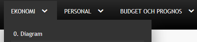 EKONOMI PERSONAL BUDGET OCH PROGNOS
0. Diagram